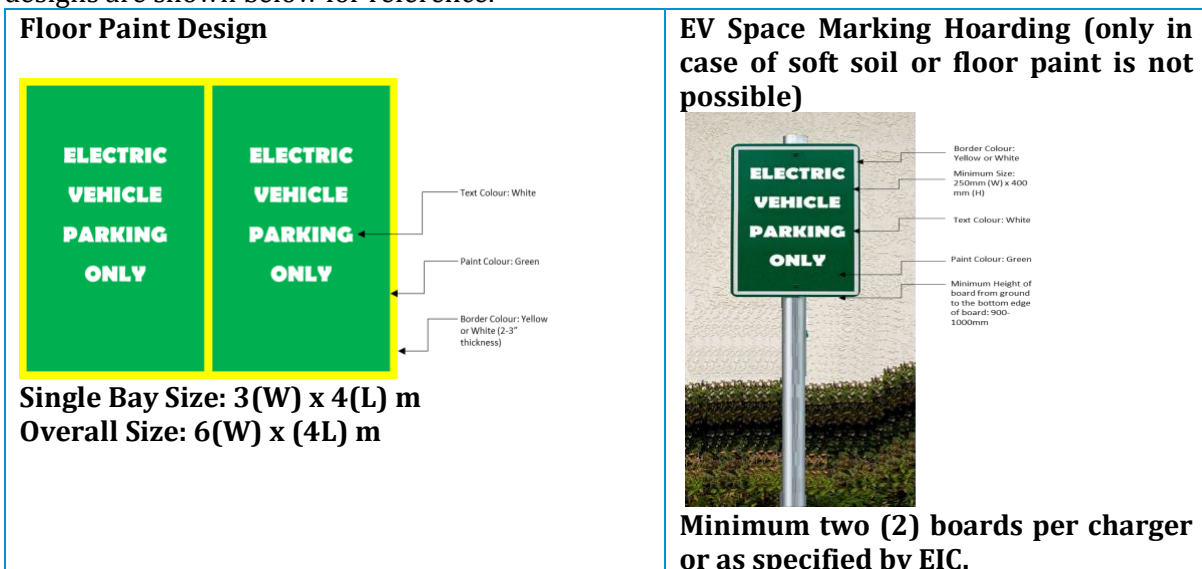 designs are shown below for reference.
Floor Paint Design
ELECTRIC
VEHICLE
PARKING
ONLY
ELECTRIC
VEHICLE
PARKING
ONLY
Text Colour: White
Paint Colour: Green
Border Colour: Yellow
or White (2-3"
thickness)
Single Bay Size: 3(W) x 4(L) m
Overall Size: 6(W) x (4L) m
EV Space Marking Hoarding (only in
case of soft soil or floor paint is not
possible)
ELECTRIC
VEHICLE
PARKING
ONLY
Border Colour:
Yellow or White
Minimum Size:
250mm (W) x 400
mm (H)
Text Colour: White
Paint Colour: Green
Minimum Height of
board from ground
to the bottom edge
of board: 900-
1000mm
Minimum two (2) boards per charger
or as specified by EIC.